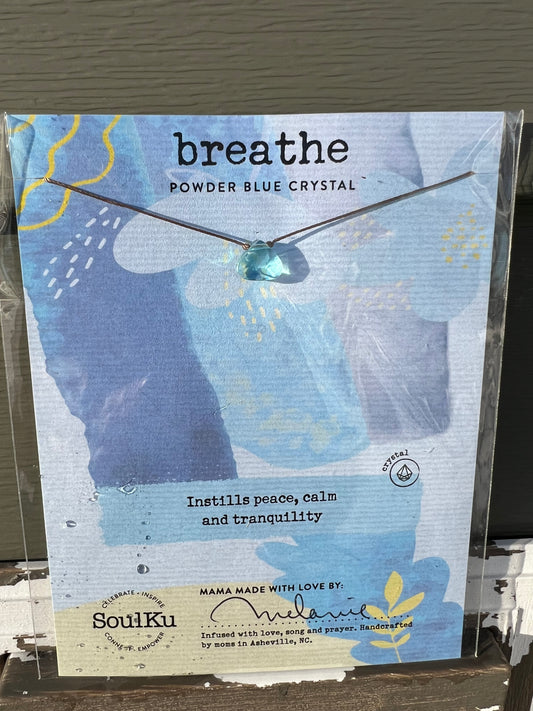 breathe
POWDER BLUE CRYSTAL
crystal
Instills peace, calm
and tranquility
CELEBRATE • INSPIRE
SoulKu
CONNECT • EMPOWER
MAMA MADE WITH LOVE BY:
Melanie
Infused with love, song and prayer. Handcrafted
by moms in Asheville, NC.